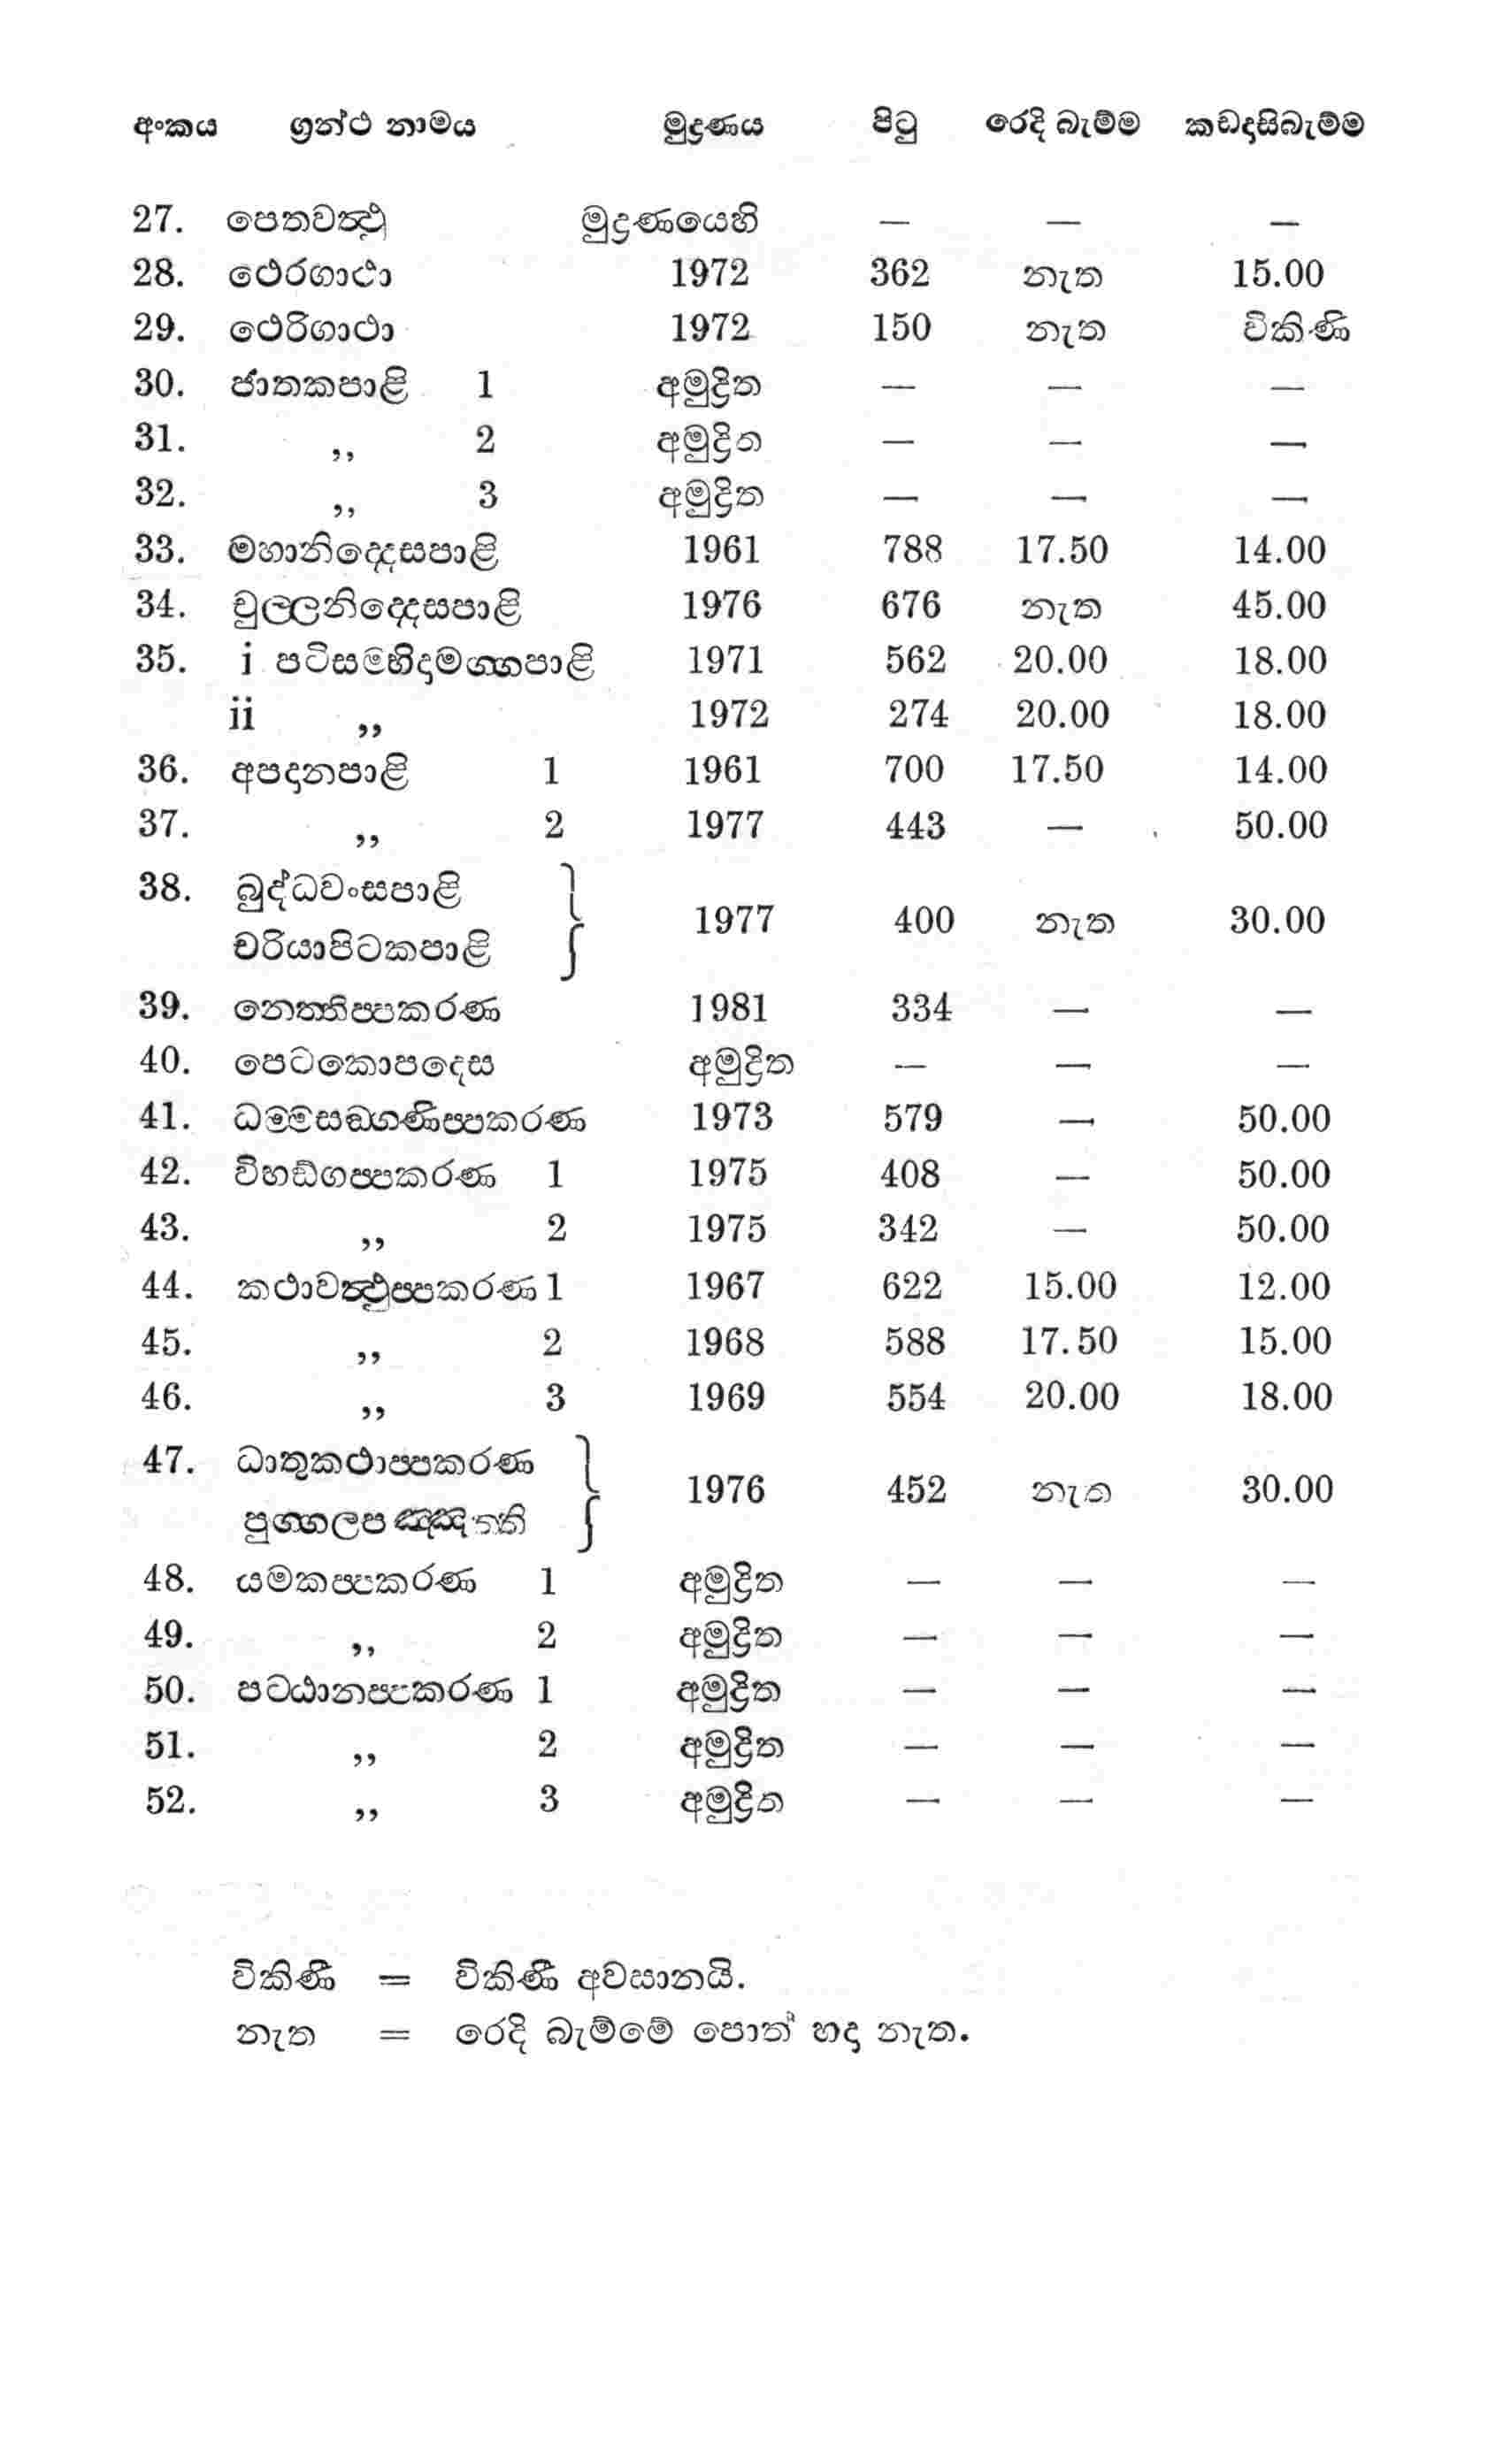 අංකය ග්‍රන්ථ නාමය මුද්‍රණය පිටු රෙදි බැම්ම කඩදාසිබැම්ම
27. පෙතවත්‍ථු මුද්‍රණයෙහි — — —
28. ථෙරගාථා 1972 362 නැත 15.00
29. ථෙරිගාථා 1972 150 නැත විකිණි
30. ජාතකපාළි 1 අමුද්‍රිත — — —
31. ,, 2 අමුද්‍රිත — — —
32. ,, 3 අමුද්‍රිත — — —
33. මහානිද්‍දෙසපාළි 1961 788 17.50 14.00
34. චුල‍්ලනිද්‍දෙසපාළි 1976 676 නැත 45.00
35. i පටිසම‍්භිදාමග‍්ගපාළි 1971 562 20.00 18.00
ii ,, 1972 274 20.00 18.00
36. අපදානපාළි 1 1961 700 17.50 14.00
37. ,, 2 1977 443 — 50.00
38. බුද්ධවංසපාළි
චරියාපිටකපාළි } 1977 400 නැත 30.00
39. නෙත‍්තිප‍්පකරණ 1981 334 — —
40. පෙටකොපදෙස අමුද්‍රිත — — —
41. ධම‍්මසඞ‍්ගණිප‍්පකරණ 1973 579 — 50.00
42. විභඞ්ගප‍්පකරණ 1 1975 408 — 50.00
43. ,, 2 1975 342 — 50.00
44. කථාවත්‍ථුප‍්පකරණ 1 1967 622 15.00 12.00
45. ,, 2 1968 588 17.50 15.00
46. ,, 3 1969 554 20.00 18.00
47. ධාතුකථාප‍්පකරණ
පුග‍්ගලපඤ‍්ඤත‍්ති } 1976 452 නැත 30.00
48. යමකප‍්පකරණ 1 අමුද්‍රිත — — —
49. ,, 2 අමුද්‍රිත — — —
50. පට‍්ඨානප‍්පකරණ 1 අමුද්‍රිත — — —
51. ,, 2 අමුද්‍රිත — — —
52. ,, 3 අමුද්‍රිත — — —
විකිණී = විකිණී අවසානයි.
නැත = රෙදි බැම්මේ පොත් හදා නැත.